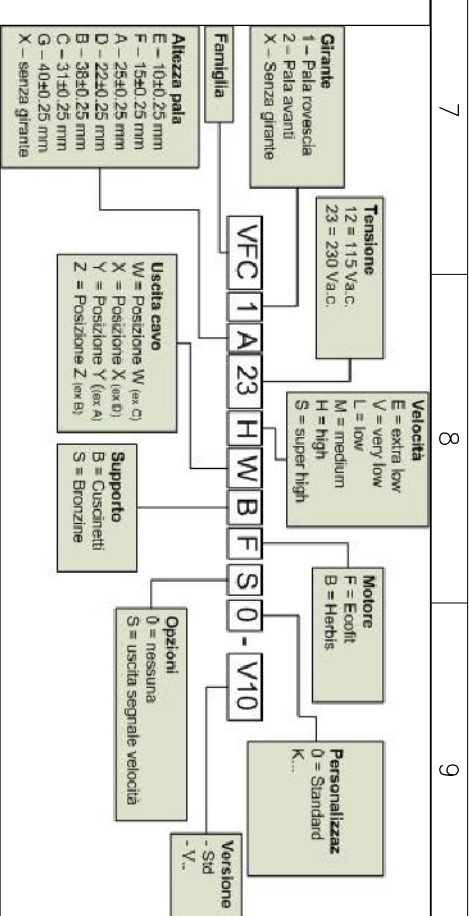 7
8
9
Girante
1 – Pala rovescia
2 – Pala avanti
X – Senza girante
Tensione
12 = 115 Va.c.
23 = 230 Va.c.
Velocità
E = extra low
V = very low
L = low
M = medium
H = high
S = super high
Motore
F = Ecofit
B = Herbis
Personalizzaz
0 = Standard
K...
Famiglia
VFC 1 A 23 H W B F S 0 - V10
Altezza pala
E – 10±0.25 mm
F – 15±0.25 mm
A – 25±0.25 mm
D – 22±0.25 mm
B – 38±0.25 mm
C – 31±0.25 mm
G – 40±0.25 mm
X – senza girante
Uscita cavo
W = Posizione W (ex C)
X = Posizione X (ex D)
Y = Posizione Y ((ex A)
Z = Posizione Z (ex B)
Supporto
B = Cuscinetti
S = Bronzine
Opzioni
0 = nessuna
S = uscita segnale velocità
Versione
- Std
- V..